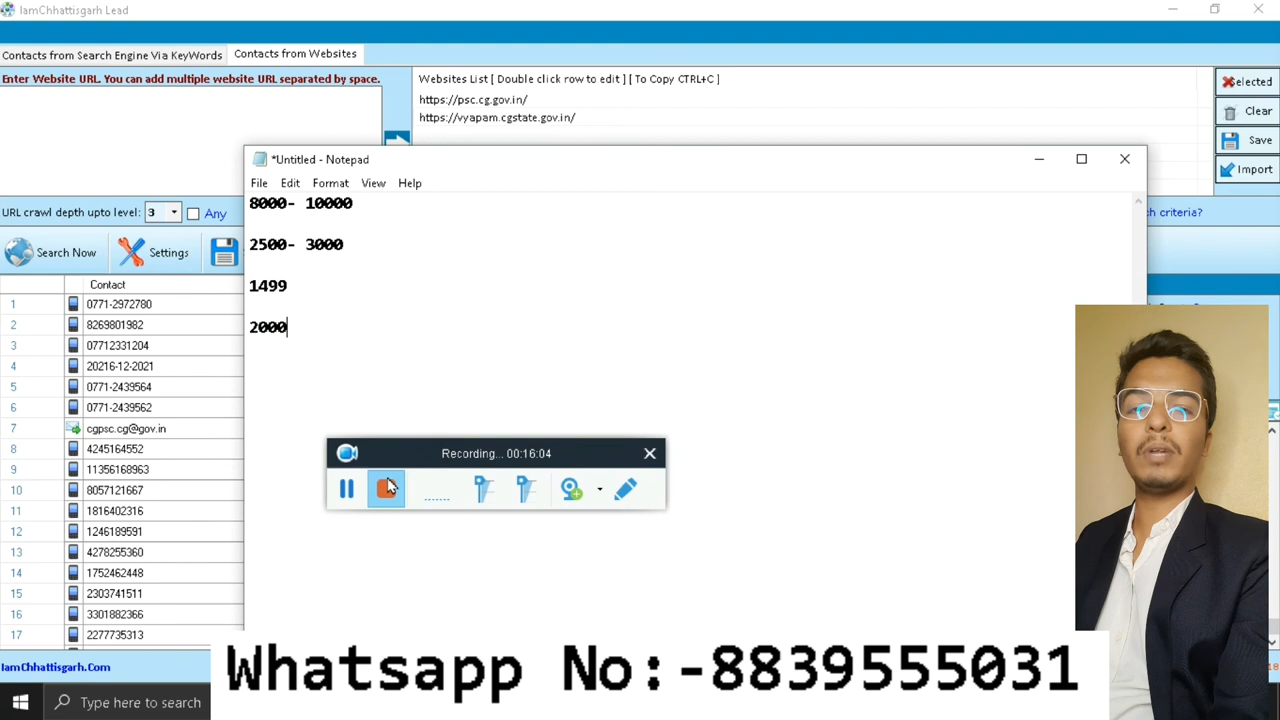 IamChhattisgarh Lead
Contacts from Search Engine Via KeyWords
Contacts from Websites
Enter Website URL. You can add multiple website URL separated by space.
Websites List [ Double click row to edit ] [ To Copy CTRL+C ]
https://psc.cg.gov.in/
https://vyapam.cgstate.gov.in/
Selected
Clear
Save
Import
*Untitled - Notepad
File Edit Format View Help
8000- 10000
2500- 3000
1499
2000
URL crawl depth upto level: 3 Any
ch criteria?
Search Now
Settings
Contact
1 0771-2972780
2 8269801982
3 07712331204
4 20216-12-2021
5 0771-2439564
6 0771-2439562
7 cgpsc.cg@gov.in
8 4245164552
9 11356168963
10 8057121667
11 1816402316
12 1246189591
13 4278255360
14 1752462448
15 2303741511
16 3301882366
17 2277735313
Recording... 00:16:04
IamChhattisgarh.Com
Whatsapp No:-8839555031
Type here to search